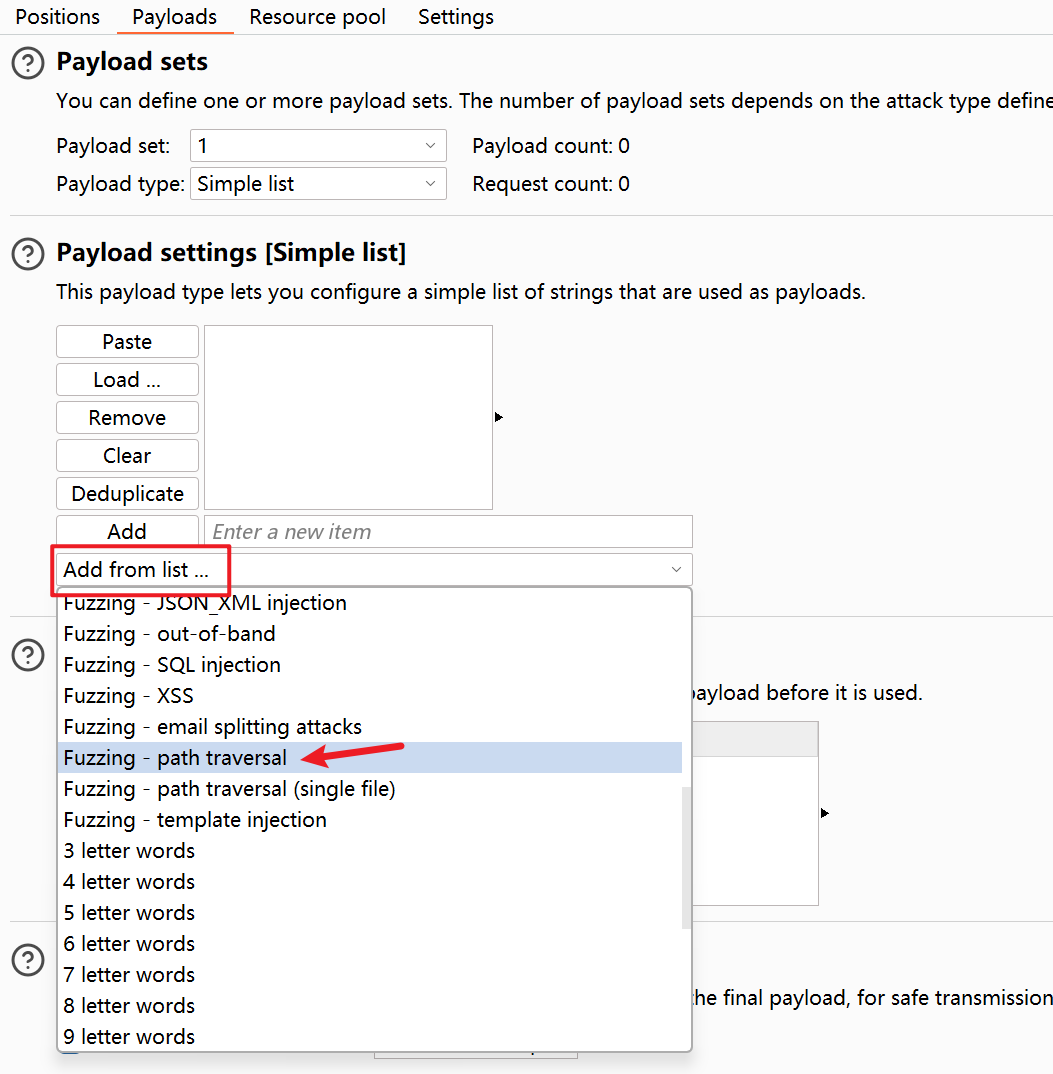 Positions Payloads Resource pool Settings
Payload sets
You can define one or more payload sets. The number of payload sets depends on the attack type define
Payload set: 1 Payload count: 0
Payload type: Simple list Request count: 0
Payload settings [Simple list]
This payload type lets you configure a simple list of strings that are used as payloads.
Paste
Load ...
Remove
Clear
Deduplicate
Add Enter a new item
Add from list ...
Fuzzing - JSON_XML injection
Fuzzing - out-of-band
Fuzzing - SQL injection
Fuzzing - XSS
payload before it is used.
Fuzzing - email splitting attacks
Fuzzing - path traversal
Fuzzing - path traversal (single file)
Fuzzing - template injection
3 letter words
4 letter words
5 letter words
6 letter words
7 letter words
8 letter words
the final payload, for safe transmission
9 letter words